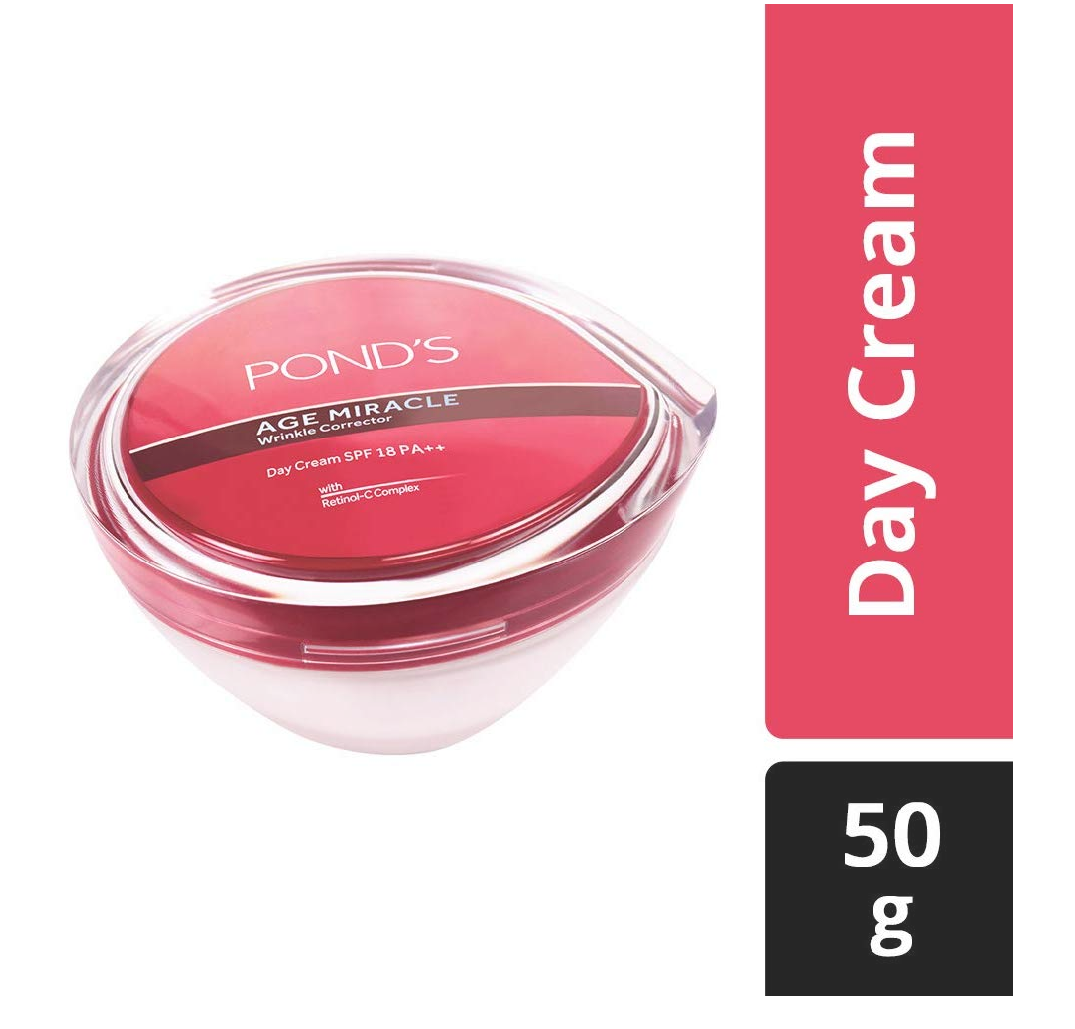 POND'S
AGE MIRACLE
Wrinkle Corrector
Day Cream SPF 18 PA++
with
Retinol-C Complex
Day Cream
50
g